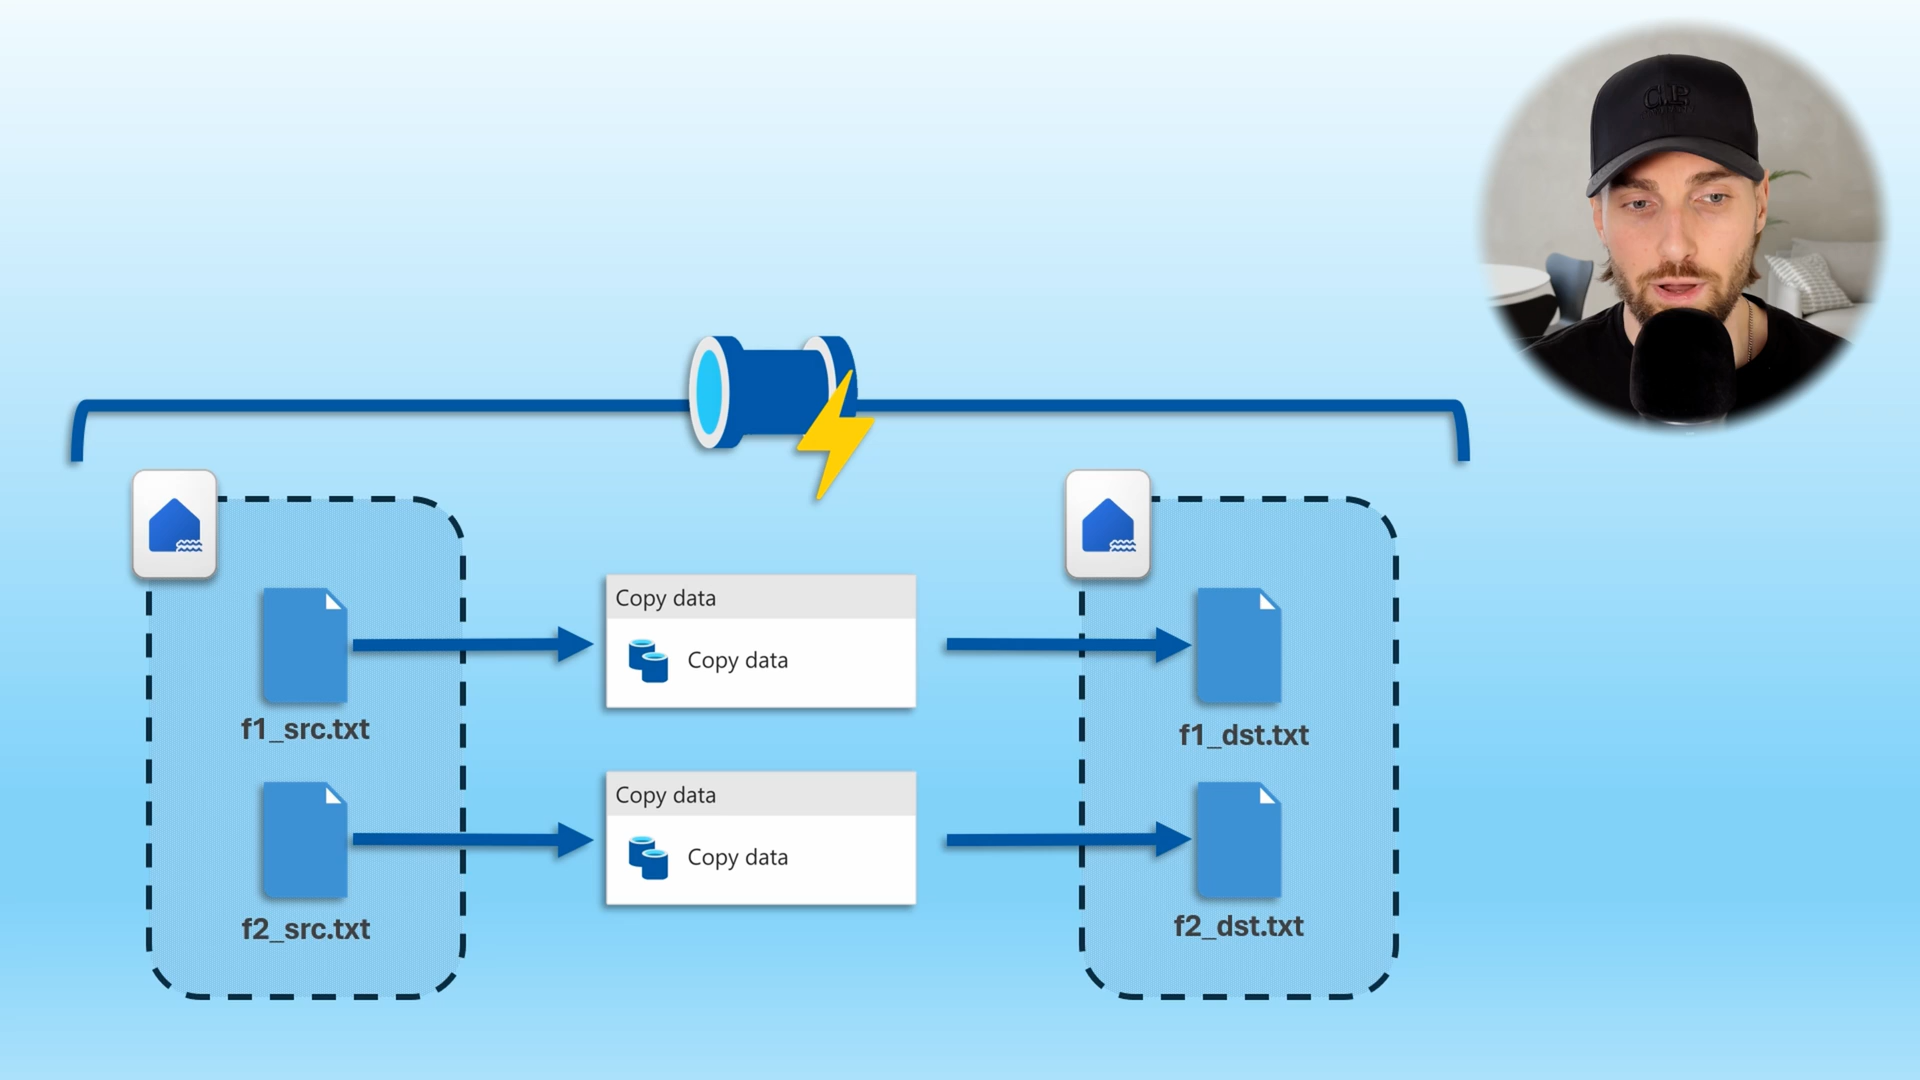 Copy data
Copy data
f1_src.txt
f1_dst.txt
Copy data
Copy data
f2_src.txt
f2_dst.txt